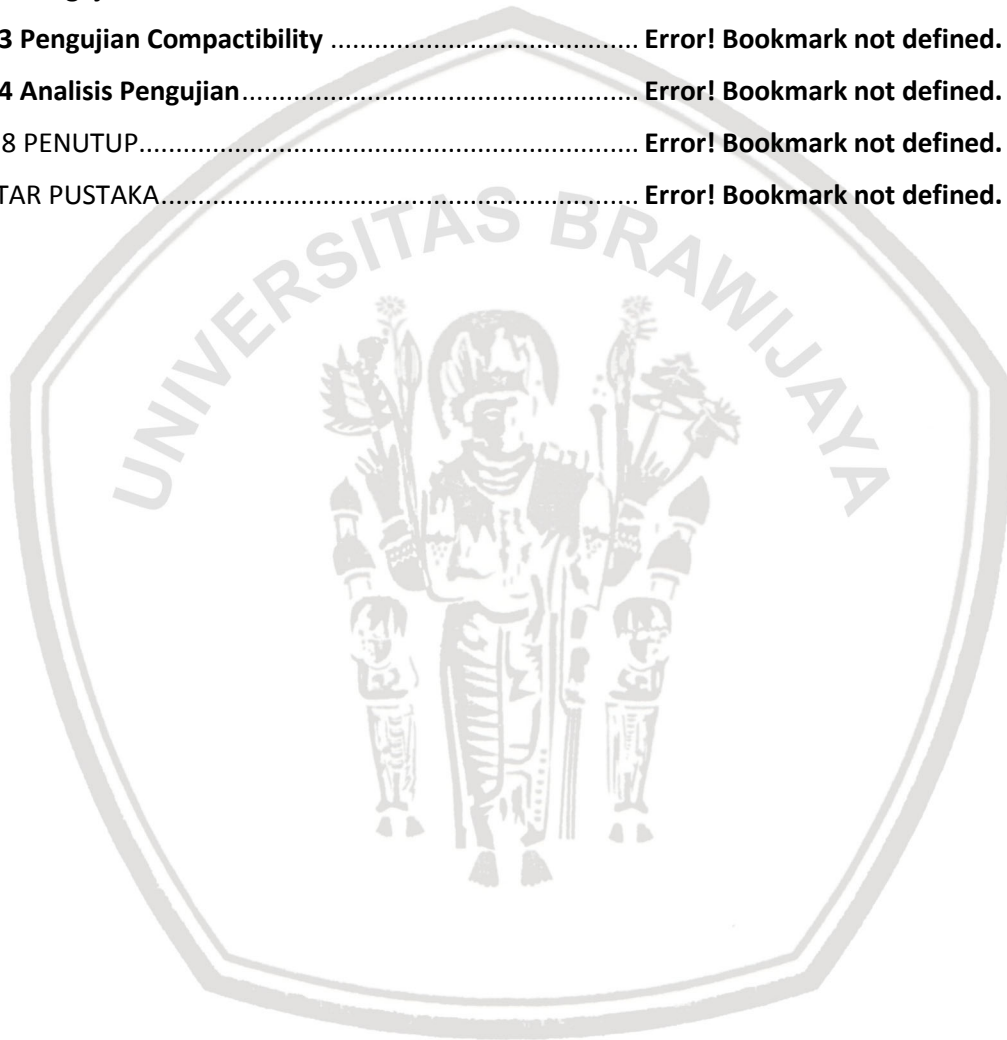 3 Pengujian Compactibility ........................................ Error! Bookmark not defined.
4 Analisis Pengujian ..................................................... Error! Bookmark not defined.
8 PENUTUP.................................................................. Error! Bookmark not defined.
TAR PUSTAKA................................................................ Error! Bookmark not defined.
UNIVERSITAS BRAWIJAYA